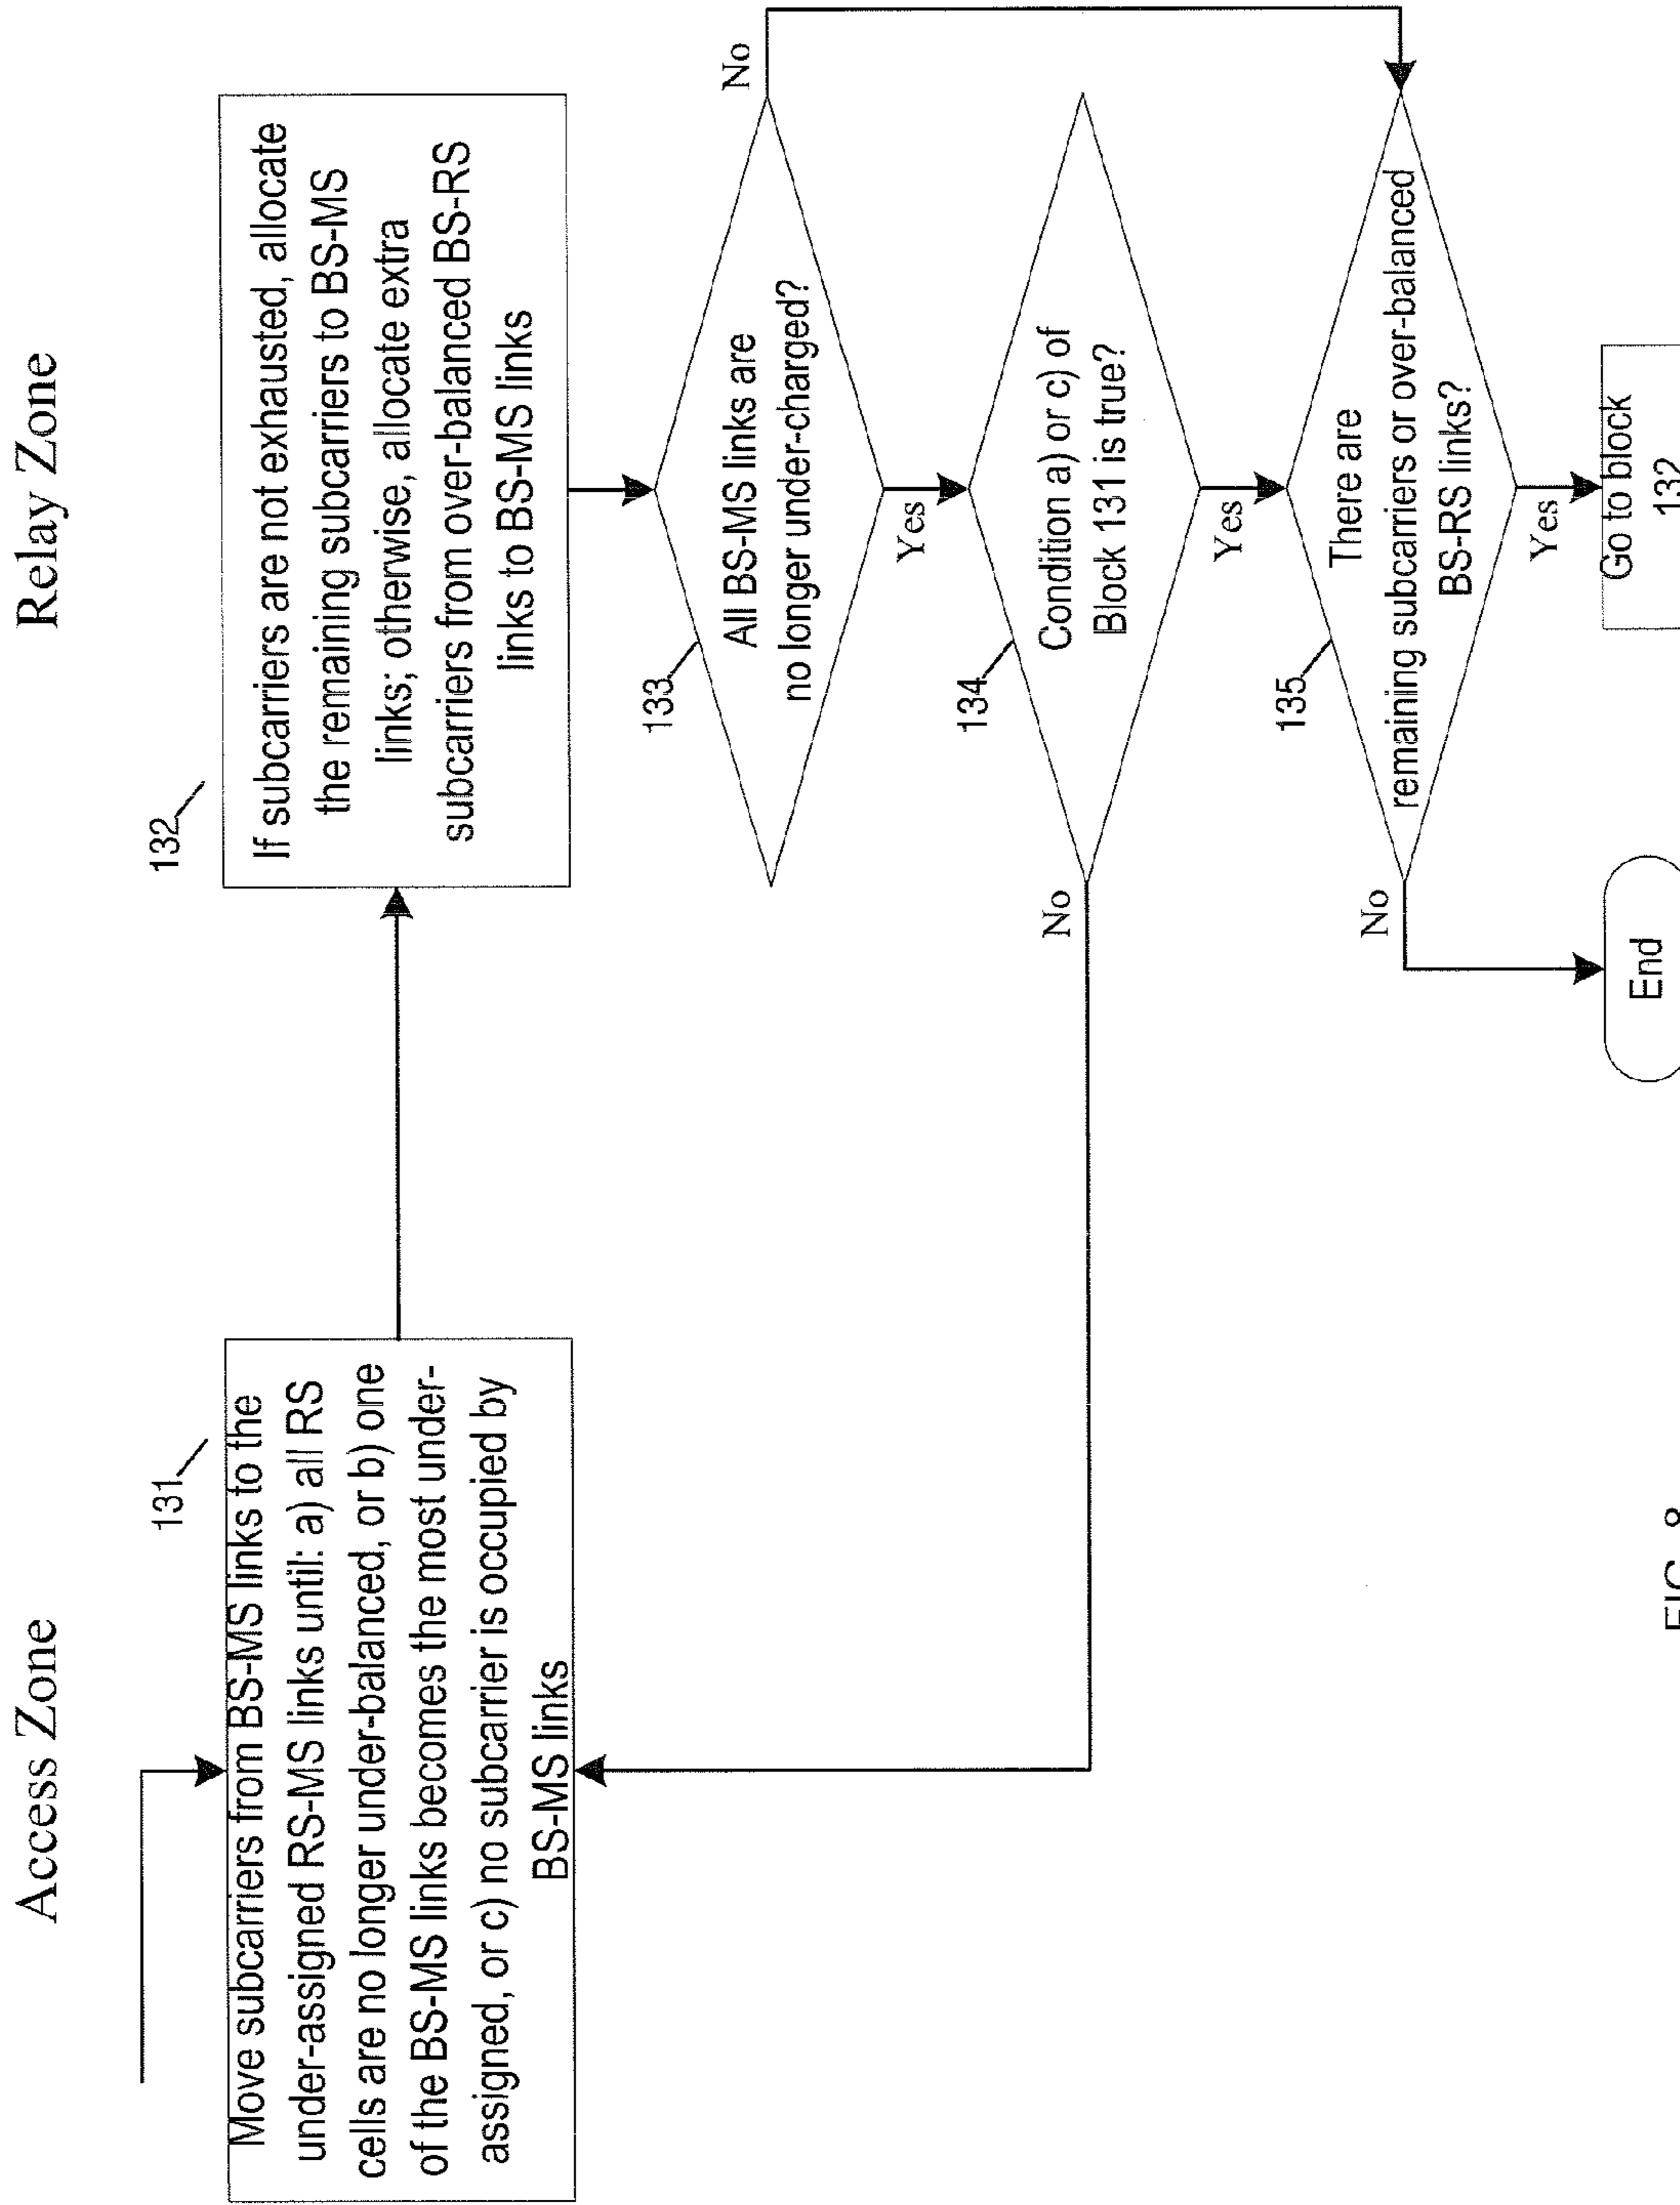 Access Zone
Relay Zone
131
Move subcarriers from BS-MS links to the
under-assigned RS-MS links until: a) all RS
cells are no longer under-balanced, or b) one
of the BS-MS links becomes the most under-
assigned, or c) no subcarrier is occupied by
BS-MS links
132
If subcarriers are not exhausted, allocate
the remaining subcarriers to BS-MS
links; otherwise, allocate extra
subcarriers from over-balanced BS-RS
links to BS-MS links
133
All BS-MS links are
no longer under-charged?
No
Yes
134
Condition a) or c) of
Block 131 is true?
No
Yes
135
There are
remaining subcarriers or over-balanced
BS-RS links?
No
Yes
End
Go to block
132
FIG. 8